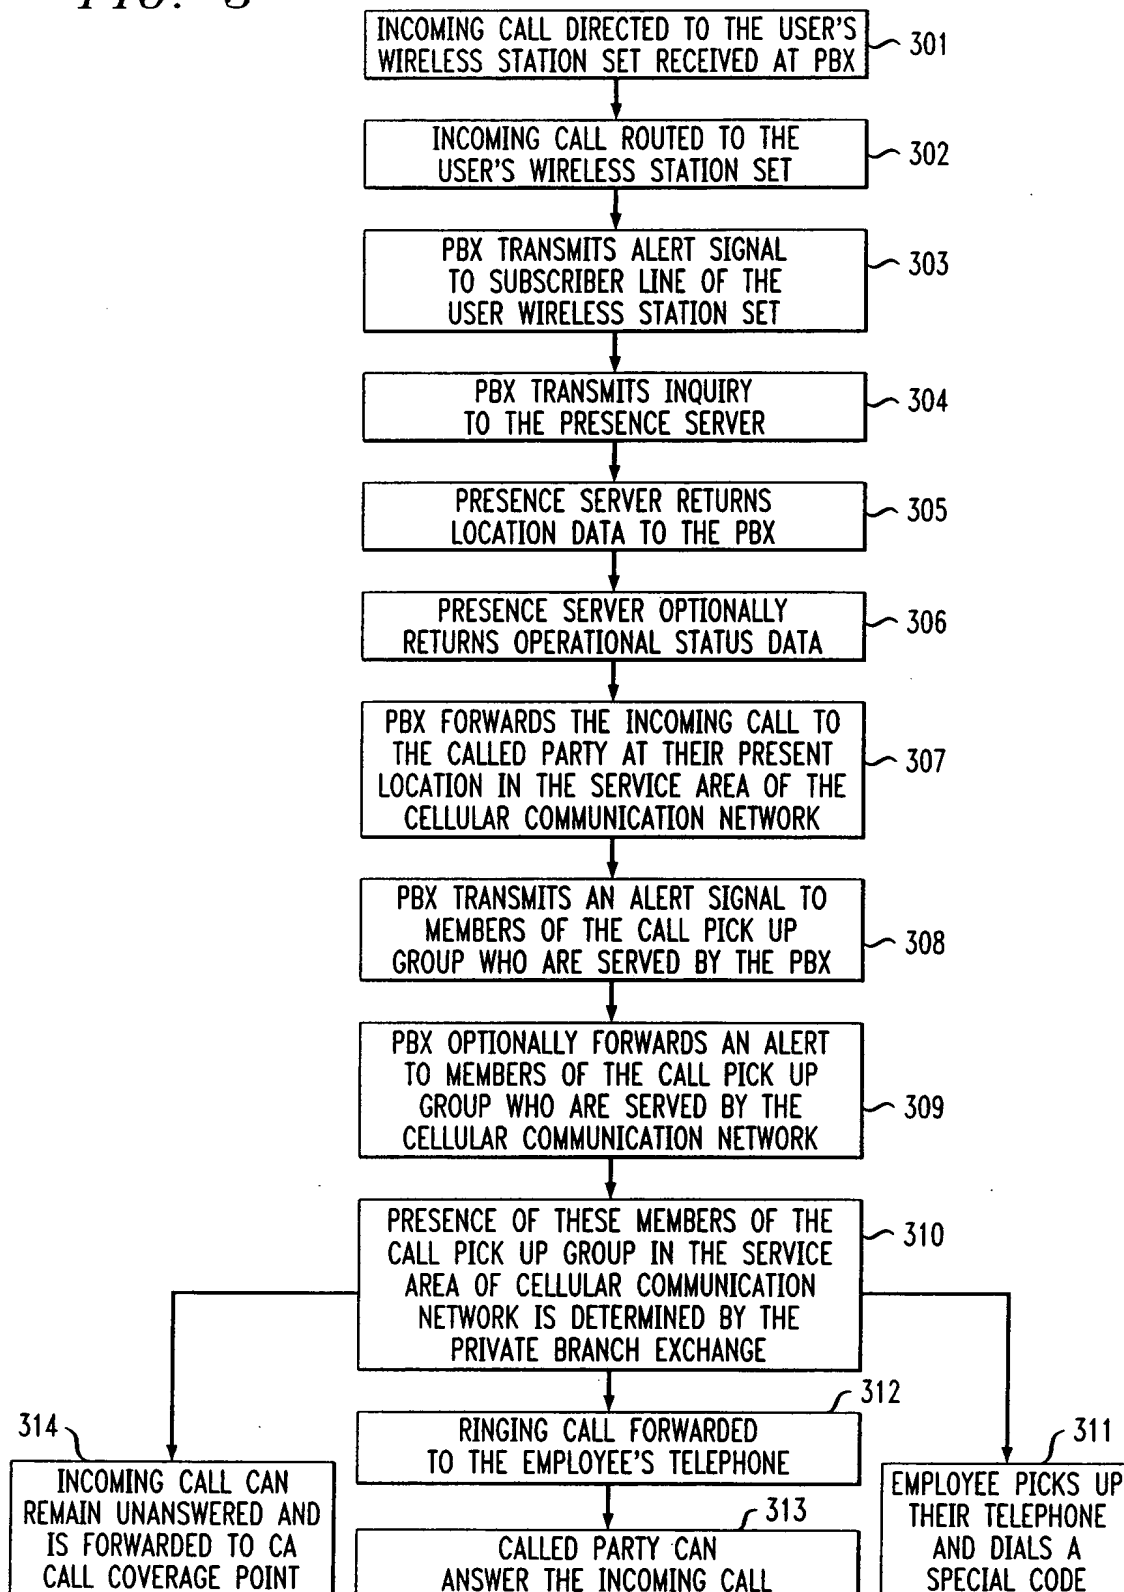 FIG. 3
INCOMING CALL DIRECTED TO THE USER'S
WIRELESS STATION SET RECEIVED AT PBX
301
INCOMING CALL ROUTED TO THE
USER'S WIRELESS STATION SET
302
PBX TRANSMITS ALERT SIGNAL
TO SUBSCRIBER LINE OF THE
USER WIRELESS STATION SET
303
PBX TRANSMITS INQUIRY
TO THE PRESENCE SERVER
304
PRESENCE SERVER RETURNS
LOCATION DATA TO THE PBX
305
PRESENCE SERVER OPTIONALLY
RETURNS OPERATIONAL STATUS DATA
306
PBX FORWARDS THE INCOMING CALL TO
THE CALLED PARTY AT THEIR PRESENT
LOCATION IN THE SERVICE AREA OF THE
CELLULAR COMMUNICATION NETWORK
307
PBX TRANSMITS AN ALERT SIGNAL TO
MEMBERS OF THE CALL PICK UP
GROUP WHO ARE SERVED BY THE PBX
308
PBX OPTIONALLY FORWARDS AN ALERT
TO MEMBERS OF THE CALL PICK UP
GROUP WHO ARE SERVED BY THE
CELLULAR COMMUNICATION NETWORK
309
PRESENCE OF THESE MEMBERS OF THE
CALL PICK UP GROUP IN THE SERVICE
AREA OF CELLULAR COMMUNICATION
NETWORK IS DETERMINED BY THE
PRIVATE BRANCH EXCHANGE
310
314
INCOMING CALL CAN
REMAIN UNANSWERED AND
IS FORWARDED TO CA
CALL COVERAGE POINT
312
RINGING CALL FORWARDED
TO THE EMPLOYEE'S TELEPHONE
313
CALLED PARTY CAN
ANSWER THE INCOMING CALL
311
EMPLOYEE PICKS UP
THEIR TELEPHONE
AND DIALS A
SPECIAL CODE